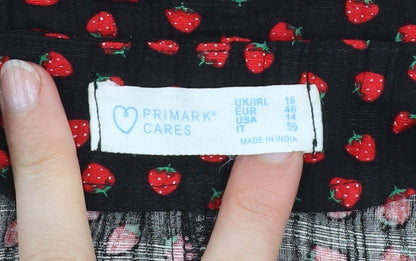 PRIMARK®
CARES
UK/IRL 18
EUR 46
USA 14
IT 50
MADE IN INDIA